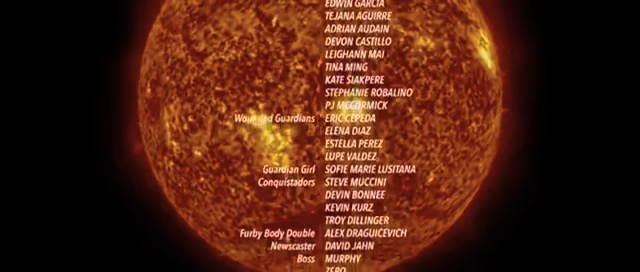 EDWIN GARCIA
TEJANA AGUIRRE
ADRIAN AUDAIN
DEVON CASTILLO
LEIGHANN MAI
TINA MING
KATE SIAKPERE
STEPHANIE ROBALINO
PJ MCCORMICK
Wounded Guardians ERIC CEPEDA
ELENA DIAZ
ESTELLA PEREZ
LUPE VALDEZ
Guardian Girl SOFIE MARIE LUSITANA
Conquistadors STEVE MUCCINI
DEVIN BONNEE
KEVIN KURZ
TROY DILLINGER
Furby Body Double ALEX DRAGUICEVICH
Newscaster DAVID JAHN
Boss MURPHY
ZERO